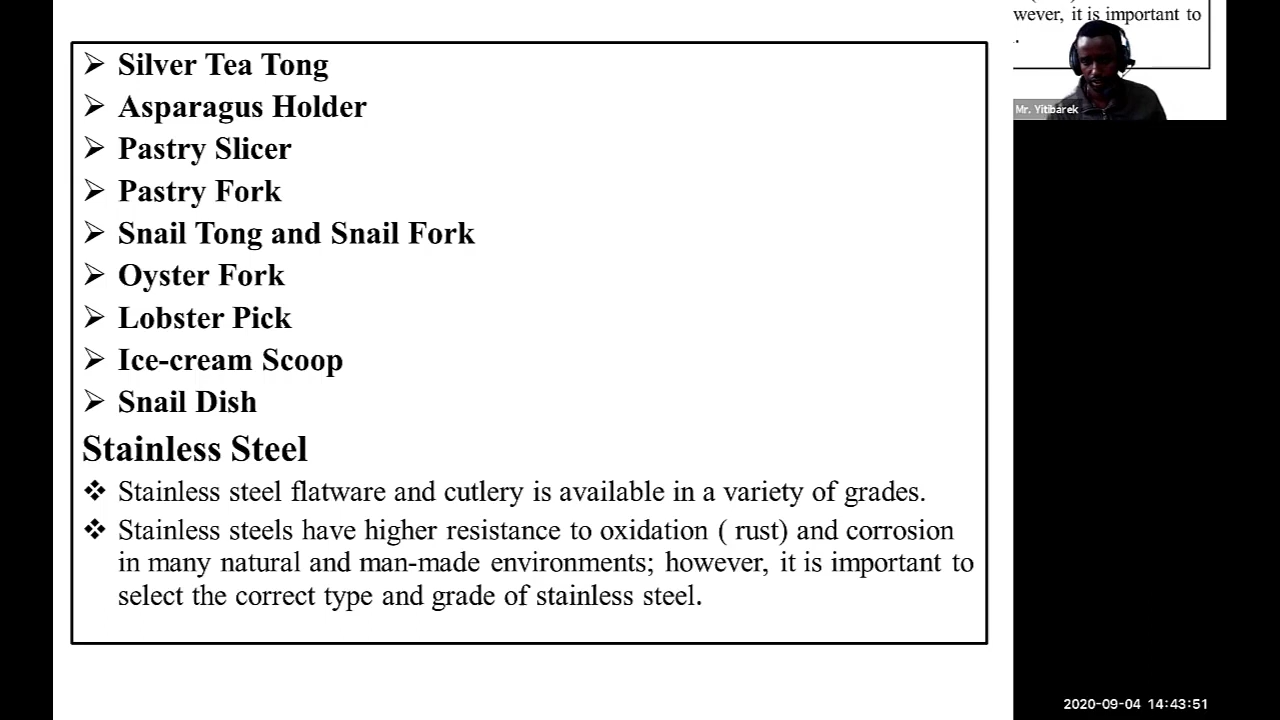 ➢ Silver Tea Tong
➢ Asparagus Holder
➢ Pastry Slicer
➢ Pastry Fork
➢ Snail Tong and Snail Fork
➢ Oyster Fork
➢ Lobster Pick
➢ Ice-cream Scoop
➢ Snail Dish
Stainless Steel
❖ Stainless steel flatware and cutlery is available in a variety of grades.
❖ Stainless steels have higher resistance to oxidation ( rust) and corrosion
in many natural and man-made environments; however, it is important to
select the correct type and grade of stainless steel.
wever, it is important to
.
Mr. Yitibarek
2020-09-04 14:43:51